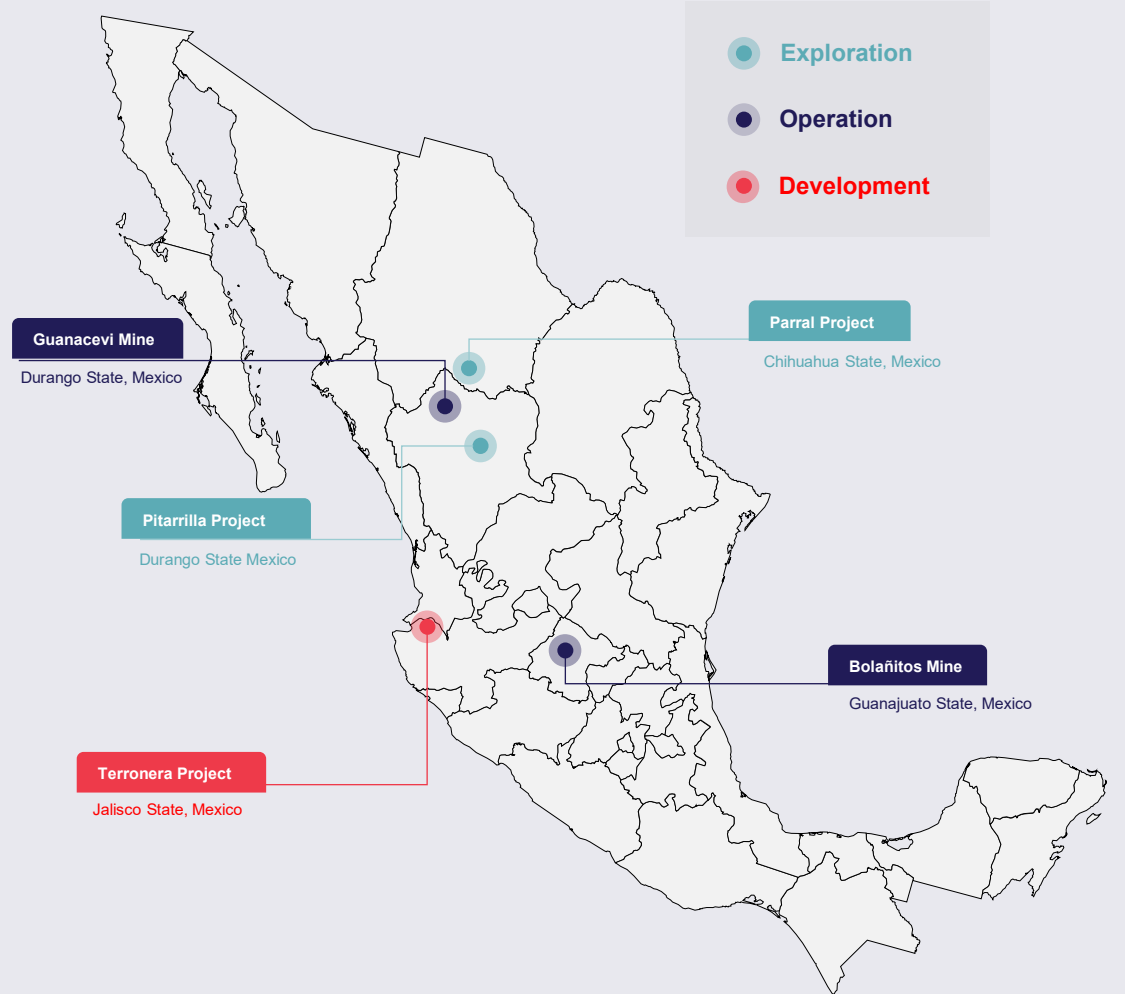 Exploration
Operation
Development
Parral Project
Chihuahua State, Mexico
Guanacevi Mine
Durango State, Mexico
Pitarrilla Project
Durango State Mexico
Bolañitos Mine
Guanajuato State, Mexico
Terronera Project
Jalisco State, Mexico